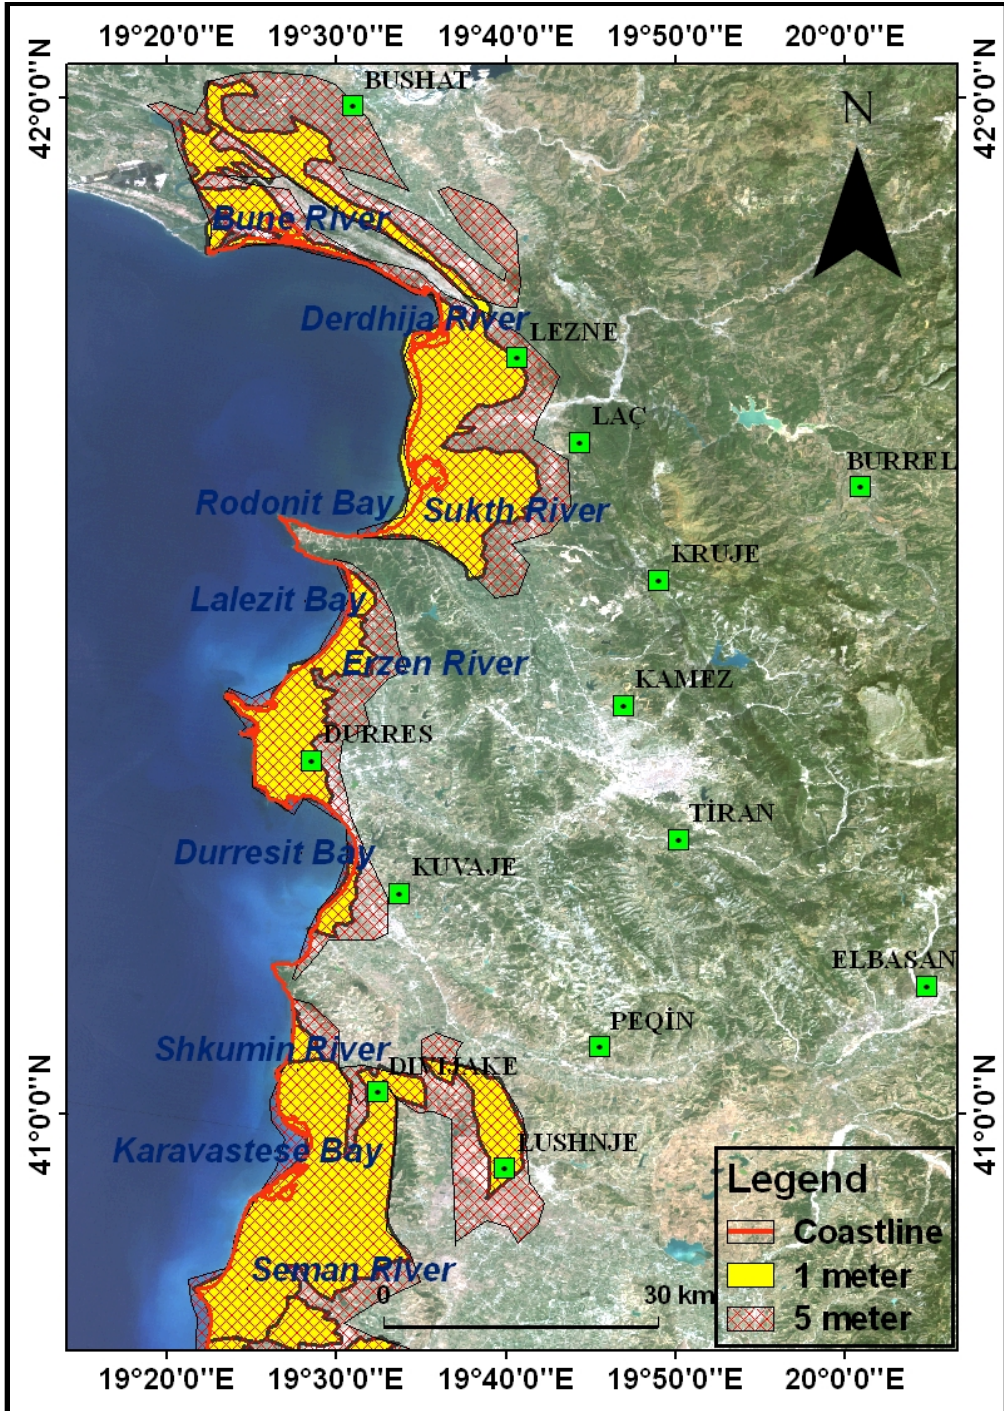 19°20'0"E 19°30'0"E 19°40'0"E 19°50'0"E 20°0'0"E
42°0'0"N
42°0'0"N
BUSHAT
N
Bune River
Derdhija River
LEZNE
LAÇ
BURREL
Rodonit Bay
Sukth River
KRUJE
Lalezit Bay
Erzen River
KAMEZ
DURRES
TİRAN
Durresit Bay
KUVAJE
ELBASAN
PEQİN
Shkumin River
DIVIJAKE
41°0'0"N
41°0'0"N
Karavastese Bay
LUSHNJE
Legend
Coastline
1 meter
5 meter
Seman River
0 30 km
19°20'0"E 19°30'0"E 19°40'0"E 19°50'0"E 20°0'0"E